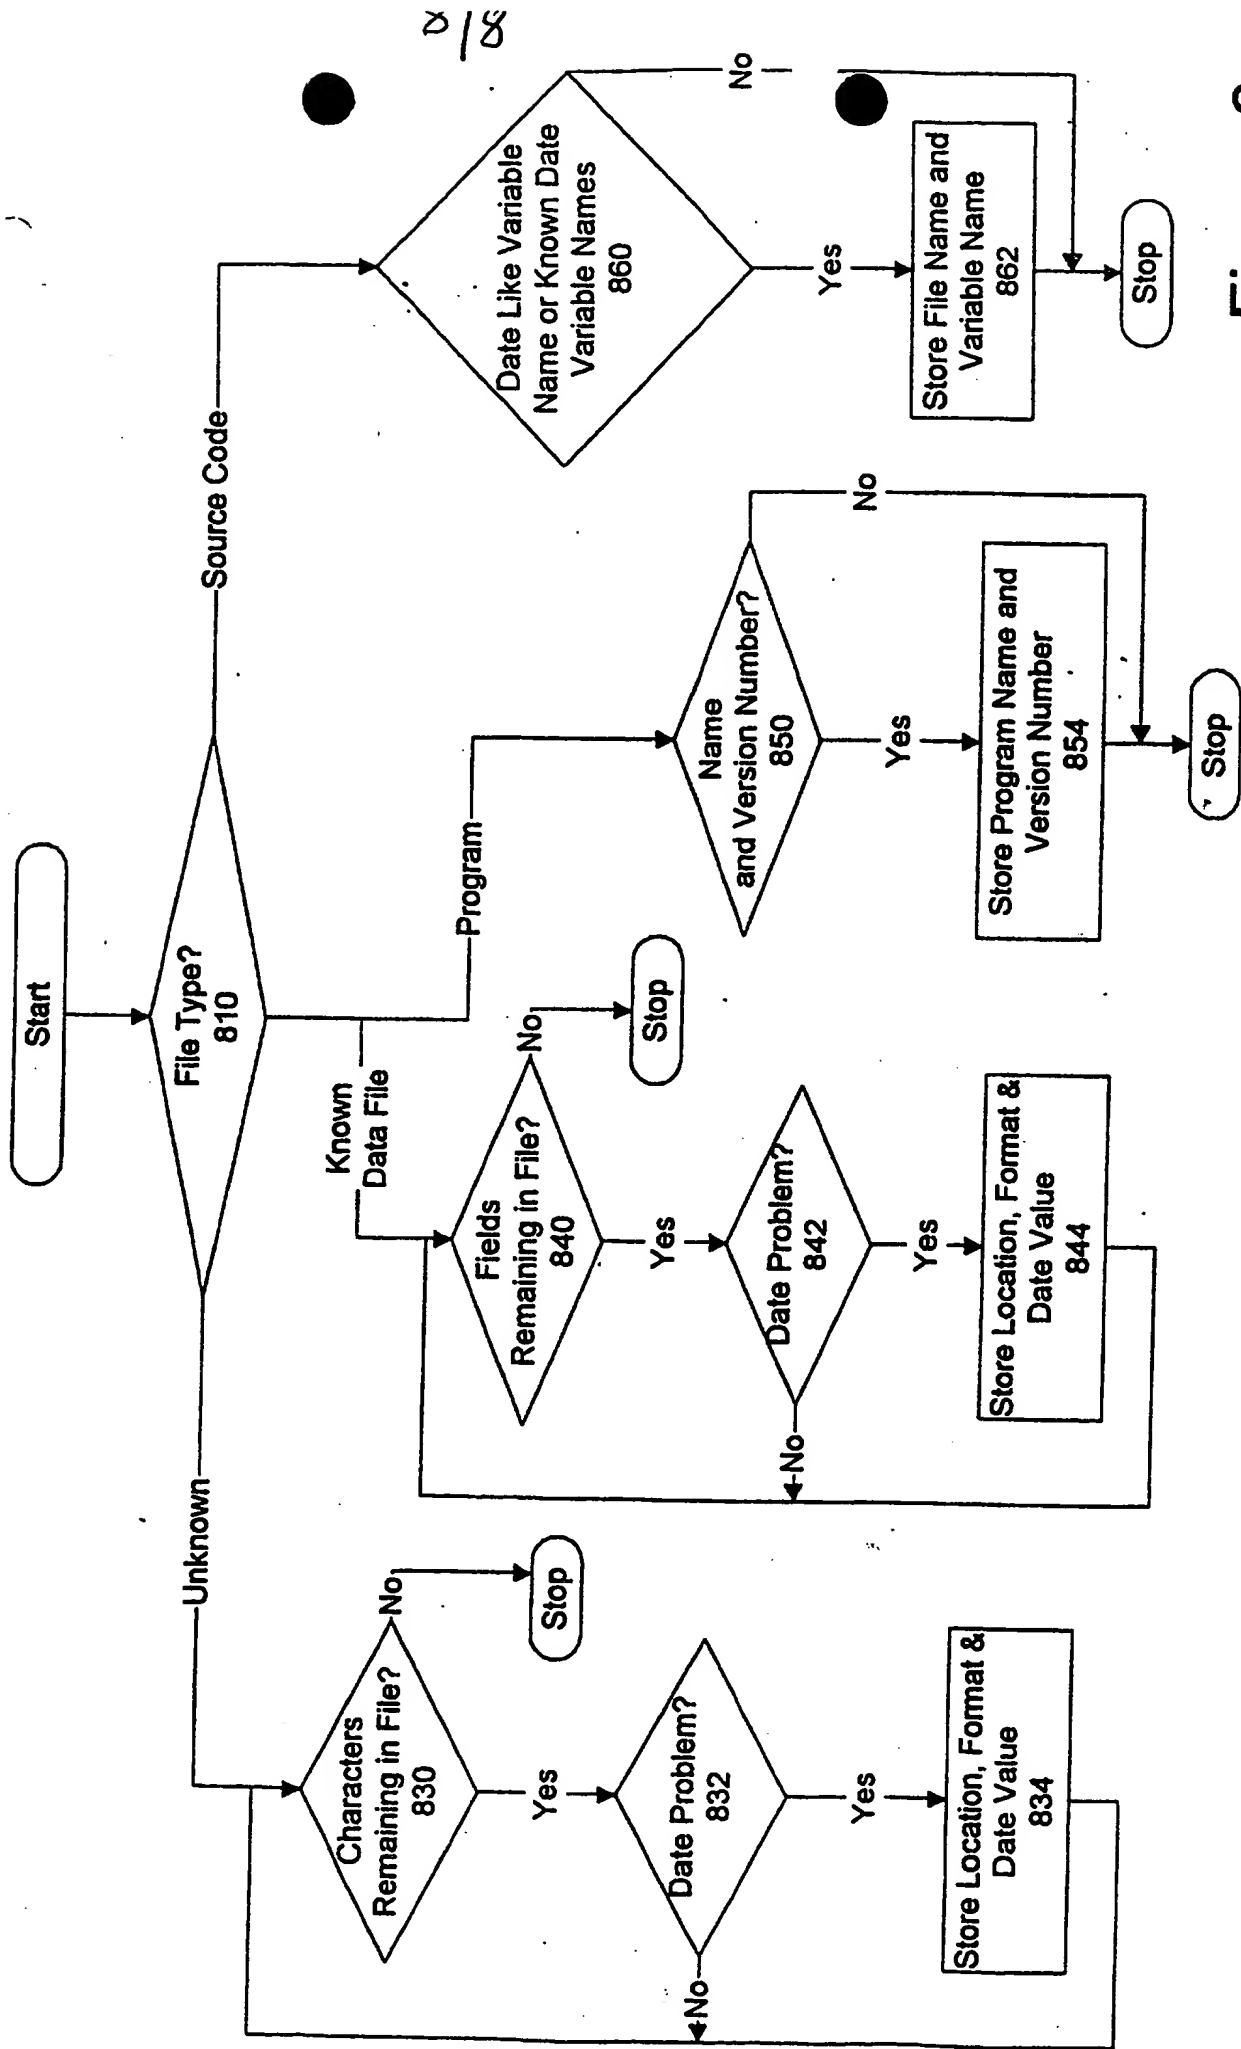 8/8
Start
File Type?
810
Unknown
Known
Data File
Program
Source Code
Characters
Remaining in File?
830
No
Stop
Yes
Date Problem?
832
No
Yes
Store Location, Format &
Date Value
834
Fields
Remaining in File?
840
No
Stop
Yes
Date Problem?
842
No
Yes
Store Location, Format &
Date Value
844
Name
and Version Number?
850
No
Yes
Store Program Name and
Version Number
854
Stop
Date Like Variable
Name or Known Date
Variable Names
860
No
Yes
Store File Name and
Variable Name
862
Stop